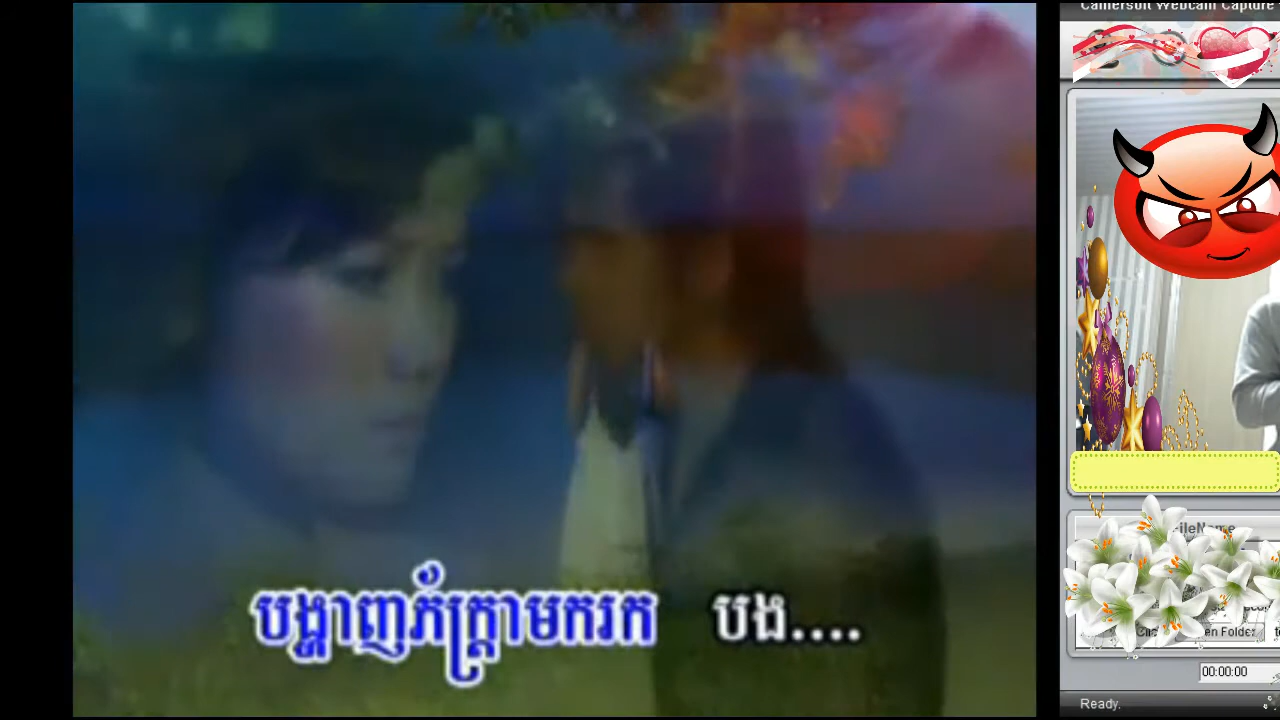 Camersoft Webcam Capture
បង្ហាញភ័ក្ត្រាមករក បង....
FileName
en Folder
00:00:00
Ready.